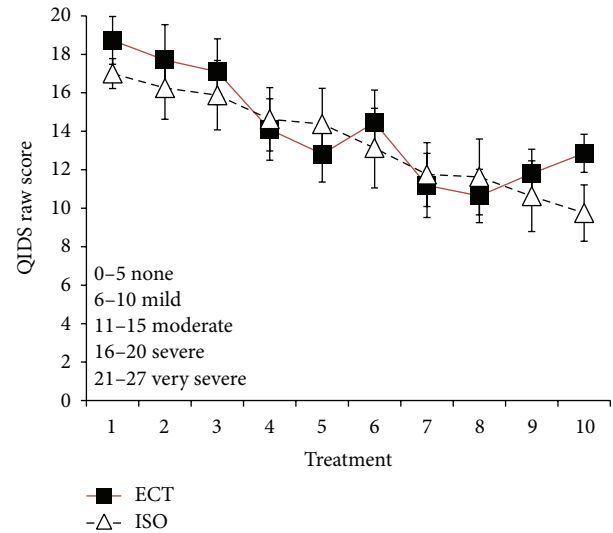 20
18
16
14
12
10
8
6
4
2
0
QIDS raw score
0–5 none
6–10 mild
11–15 moderate
16–20 severe
21–27 very severe
1 2 3 4 5 6 7 8 9 10
Treatment
ECT
ISO